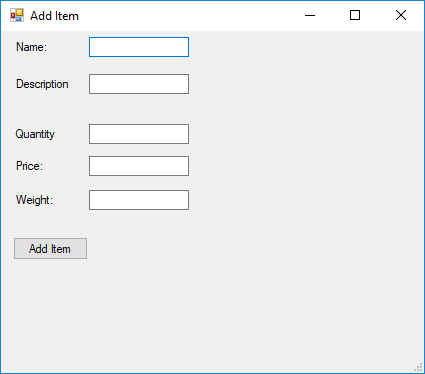 Add Item
Name:
Description
Quantity
Price:
Weight:
Add Item